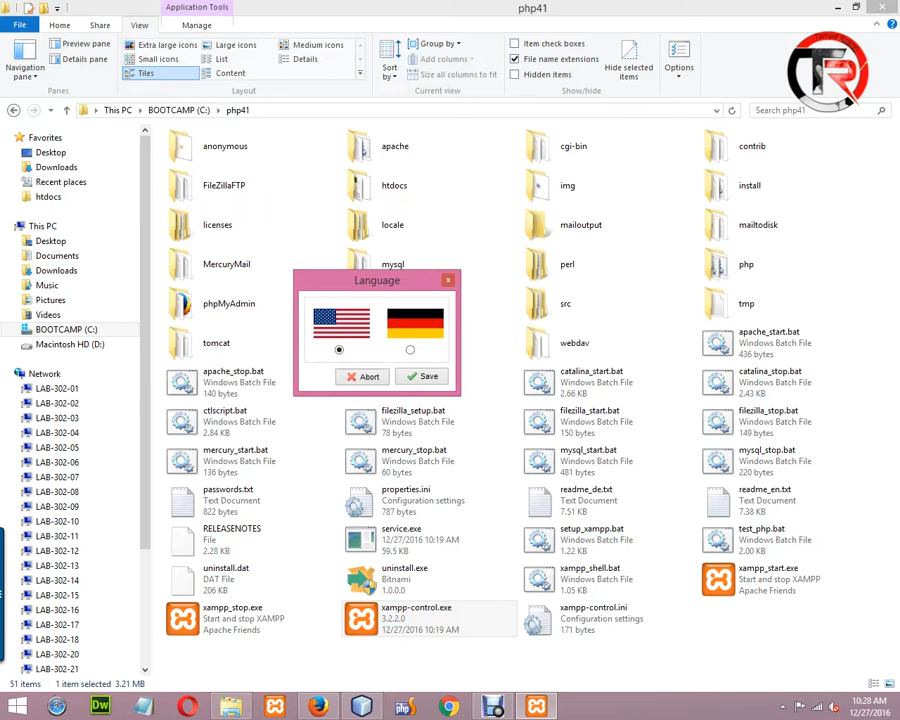 Application Tools
php41
File
Home
Share
View
Manage
Navigation
pane
Preview pane
Details pane
Panes
Extra large icons
Large icons
Medium icons
Small icons
List
Details
Tiles
Content
Layout
Sort
by
Group by
Add columns
Size all columns to fit
Current view
Item check boxes
File name extensions
Hidden items
Hide selected
items
Show/hide
Options
TR
This PC
BOOTCAMP (C:)
php41
Search php41
Favorites
Desktop
Downloads
Recent places
htdocs
This PC
Desktop
Documents
Downloads
Music
Pictures
Videos
BOOTCAMP (C:)
Macintosh HD (D:)
Network
LAB-302-01
LAB-302-02
LAB-302-03
LAB-302-04
LAB-302-05
LAB-302-06
LAB-302-07
LAB-302-08
LAB-302-09
LAB-302-10
LAB-302-11
LAB-302-12
LAB-302-13
LAB-302-14
LAB-302-15
LAB-302-16
LAB-302-17
LAB-302-18
LAB-302-20
LAB-302-21
anonymous
apache
cgi-bin
contrib
FileZillaFTP
htdocs
img
install
licenses
locale
mailoutput
mailtodisk
MercuryMail
mysql
perl
php
phpMyAdmin
src
tmp
tomcat
webdav
apache_start.bat
Windows Batch File
436 bytes
apache_stop.bat
Windows Batch File
140 bytes
catalina_start.bat
Windows Batch File
2.66 KB
catalina_stop.bat
Windows Batch File
2.43 KB
ctlscript.bat
Windows Batch File
2.84 KB
filezilla_setup.bat
Windows Batch File
78 bytes
filezilla_start.bat
Windows Batch File
150 bytes
filezilla_stop.bat
Windows Batch File
149 bytes
mercury_start.bat
Windows Batch File
136 bytes
mercury_stop.bat
Windows Batch File
60 bytes
mysql_start.bat
Windows Batch File
481 bytes
mysql_stop.bat
Windows Batch File
220 bytes
passwords.txt
Text Document
822 bytes
properties.ini
Configuration settings
787 bytes
readme_de.txt
Text Document
7.51 KB
readme_en.txt
Text Document
7.38 KB
RELEASENOTES
File
2.28 KB
service.exe
12/27/2016 10:19 AM
59.5 KB
setup_xampp.bat
Windows Batch File
1.22 KB
test_php.bat
Windows Batch File
2.00 KB
uninstall.dat
DAT File
206 KB
uninstall.exe
Bitnami
1.0.0.0
xampp_shell.bat
Windows Batch File
1.05 KB
xampp_start.exe
Start and stop XAMPP
Apache Friends
xampp_stop.exe
Start and stop XAMPP
Apache Friends
xampp-control.exe
3.2.2.0
12/27/2016 10:19 AM
xampp-control.ini
Configuration settings
171 bytes
Language
Abort
Save
51 items
1 item selected 3.21 MB
Dw
php
10:28 AM
12/27/2016